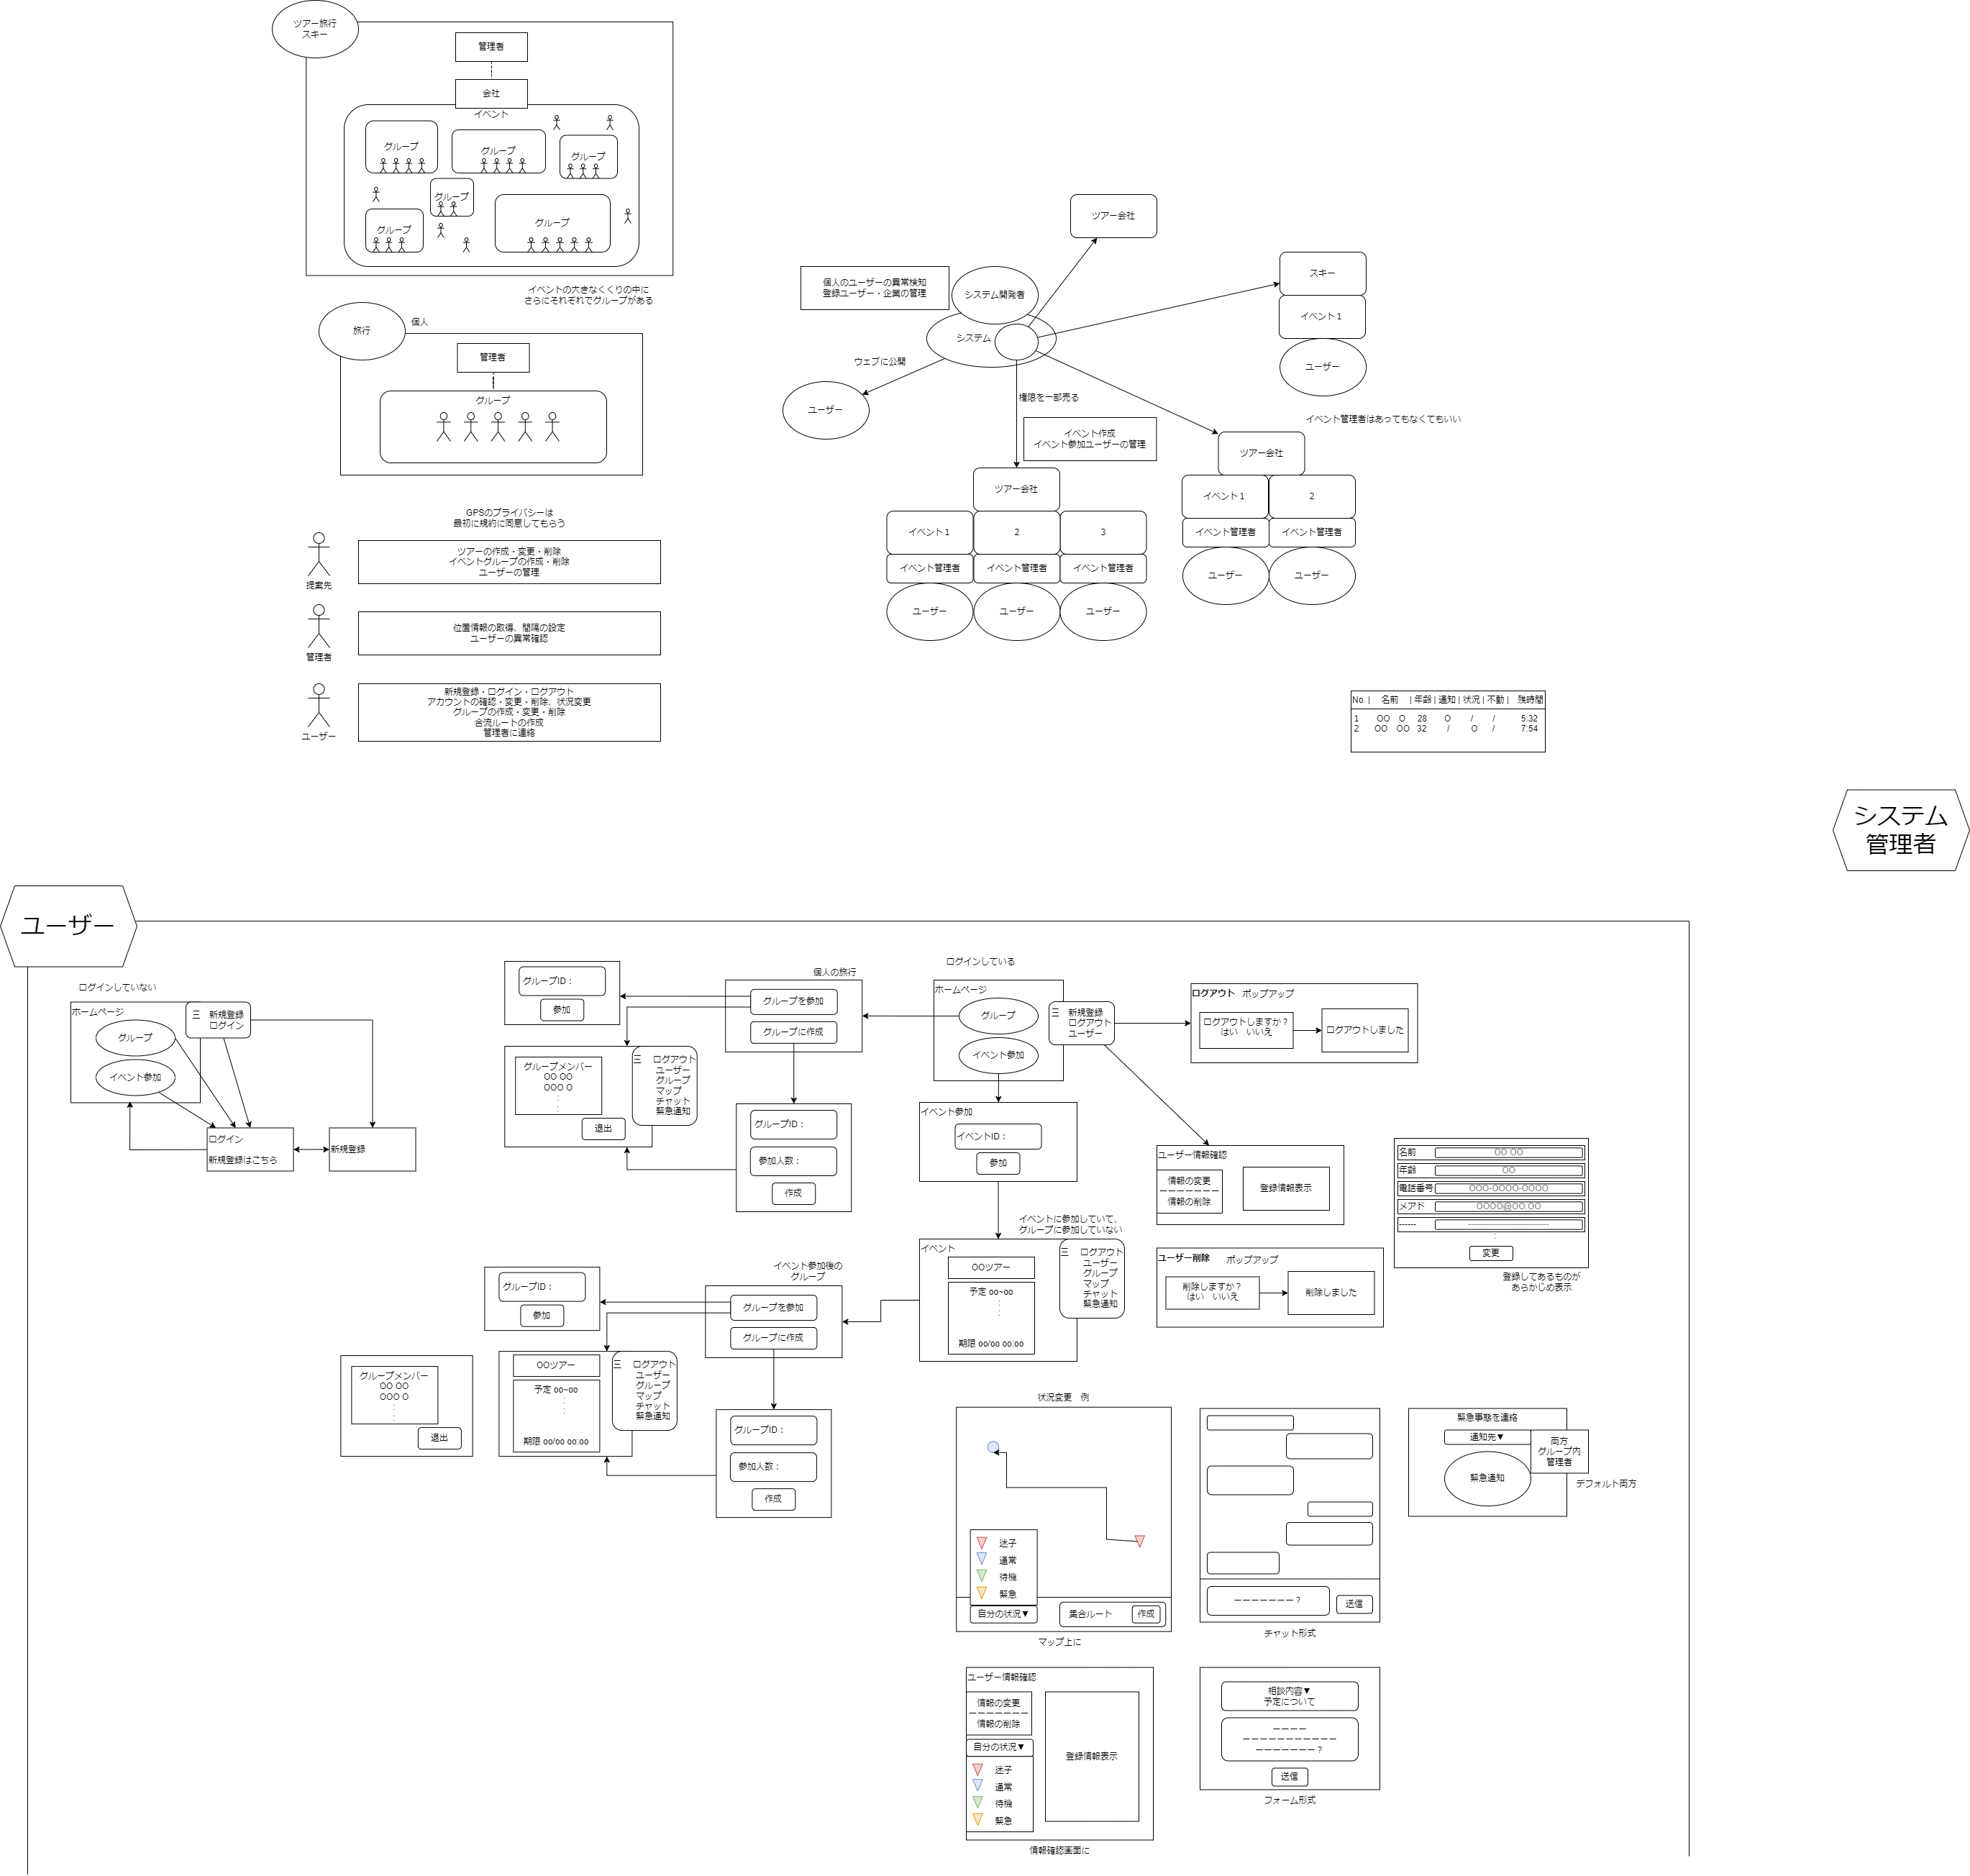 ツアー旅行
スキー
管理者
会社
イベント
グループ
グループ
グループ
グループ
グループ
グループ
イベントの大きなくくりの中に
さらにそれぞれでグループがある
旅行
個人
管理者
グループ
GPSのプライバシーは
最初に規約に同意してもらう
提案先
ツアーの作成・変更・削除
イベントグループの作成・削除
ユーザーの管理
管理者
位置情報の取得、間隔の設定
ユーザーの異常確認
ユーザー
新規登録・ログイン・ログアウト
アカウントの確認・変更・削除、状況変更
グループの作成・変更・削除
合流ルートの作成
管理者に連絡
ツアー会社
個人のユーザーの異常検知
登録ユーザー・企業の管理
システム開発者
システム
ウェブに公開
ユーザー
権限を一部売る
イベント作成
イベント参加ユーザーの管理
スキー
イベント1
ユーザー
イベント管理者はあってもなくてもいい
ツアー会社
イベント1
2
イベント管理者
イベント管理者
ユーザー
ユーザー
ツアー会社
イベント1
2
3
イベント管理者
イベント管理者
イベント管理者
ユーザー
ユーザー
ユーザー
No. | 名前 | 年齢 | 通知 | 状況 | 不動 | 残時間
1 OO O 28 O / / 5:32
2 OO OO 32 / O / 7:54
システム
管理者
ユーザー
ログインしていない
ホームページ
グループ
イベント参加
三 新規登録
ログイン
ログイン
新規登録はこちら
新規登録
グループID：
参加
個人の旅行
グループを参加
グループに作成
グループメンバー
OO OO
OOO O
:
:
退出
三 ログアウト
ユーザー
グループ
マップ
チャット
緊急通知
グループID：
参加人数：
作成
ログインしている
ホームページ
グループ
イベント参加
三 新規登録
ログアウト
ユーザー
ログアウト ポップアップ
ログアウトしますか？
はい いいえ
ログアウトしました
イベント参加
イベントID：
参加
ユーザー情報確認
情報の変更
ーーーーーーー
情報の削除
登録情報表示
名前 OO OO
年齢 OO
電話番号 OOO-OOOO-OOOO
メアド OOOO@OO.OO
------ ------------------------------
:
変更
登録してあるものが
あらかじめ表示
ユーザー削除 ポップアップ
削除しますか？
はい いいえ
削除しました
イベントに参加していて、
グループに参加していない
イベント
OOツアー
予定 oo~oo
:
:
期限 oo/oo oo:oo
三 ログアウト
ユーザー
グループ
マップ
チャット
緊急通知
イベント参加後の
グループ
グループを参加
グループに作成
グループID：
参加
OOツアー
予定 oo~oo
:
:
期限 oo/oo oo:oo
三 ログアウト
ユーザー
グループ
マップ
チャット
緊急通知
グループメンバー
OO OO
OOO O
:
:
退出
グループID：
参加人数：
作成
状況変更 例
迷子
通常
待機
緊急
自分の状況▼
集合ルート
作成
マップ上に
ーーーーーーー？
送信
チャット形式
緊急事態を連絡
通知先▼
緊急通知
両方
グループ内
管理者
デフォルト両方
ユーザー情報確認
情報の変更
ーーーーーーー
情報の削除
自分の状況▼
迷子
通常
待機
緊急
登録情報表示
情報確認画面に
相談内容▼
予定について
ーーーー
ーーーーーーーーーーー
ーーーーーーー？
送信
フォーム形式